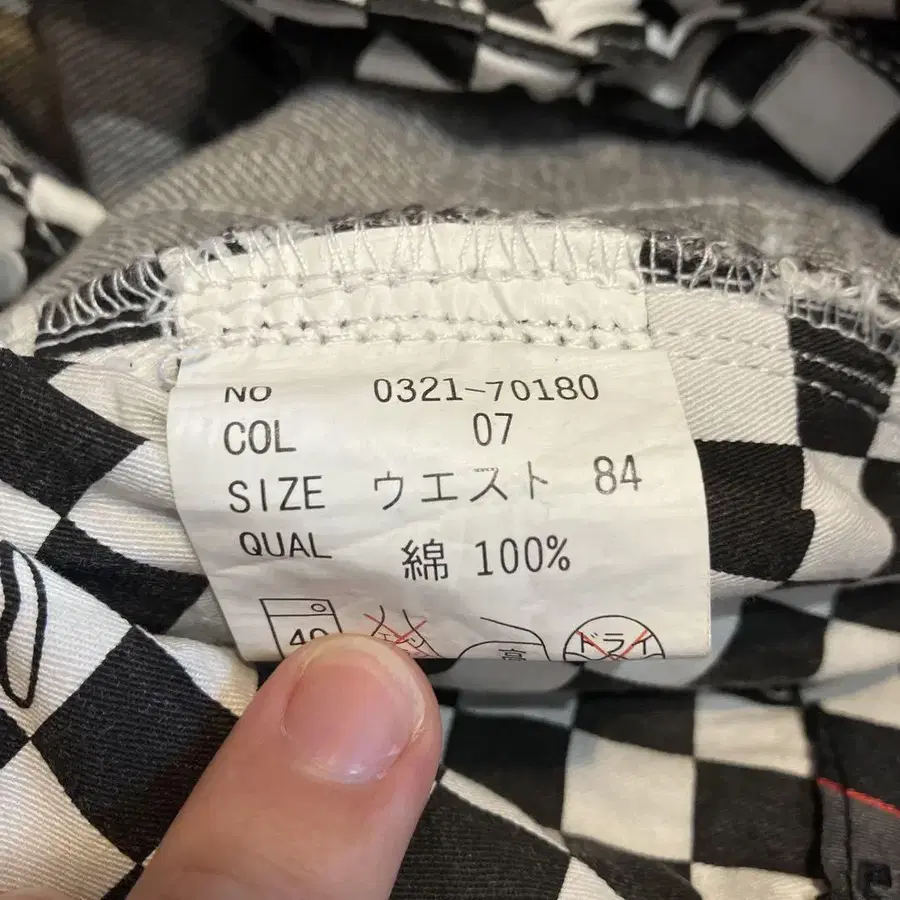 NO 0321-70180
COL 07
SIZE ウエスト 84
QUAL 綿 100%
40
ドライ